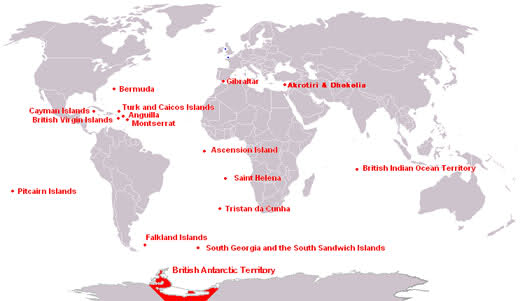 Gibraltar
Akrotiri & Dhekelia
Bermuda
Cayman Islands
Turk and Caicos Islands
Anguilla
British Virgin Islands
Montserrat
Ascension Island
British Indian Ocean Territory
Saint Helena
Pitcairn Islands
Tristan da Cunha
Falkland Islands
South Georgia and the South Sandwich Islands
British Antarctic Territory